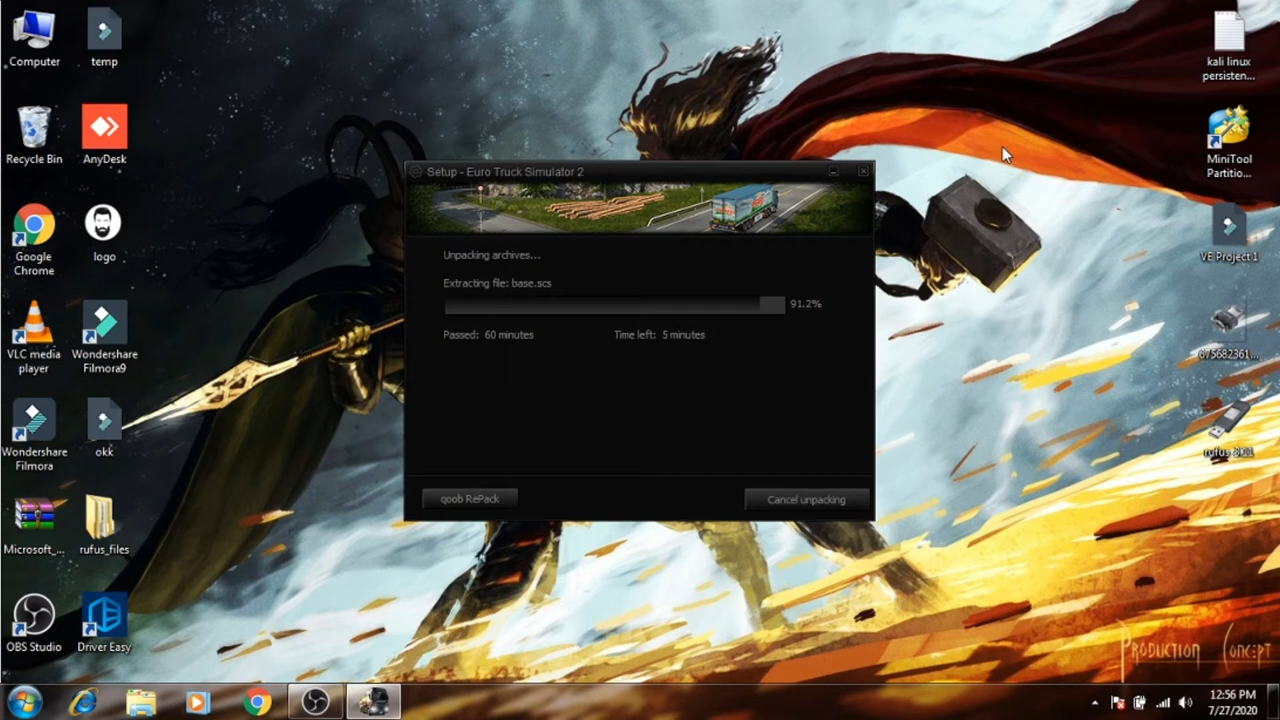 Computer
temp
Recycle Bin
AnyDesk
Google
Chrome
logo
VLC media
player
Wondershare
Filmora9
Wondershare
Filmora
okk
Microsoft_...
rufus_files
OBS Studio
Driver Easy
Setup - Euro Truck Simulator 2
Unpacking archives...
Extracting file: base.scs
91.2%
Passed: 60 minutes
Time left: 5 minutes
qoob RePack
Cancel unpacking
kali linux
persisten...
MiniTool
Partitio...
VE Project 1
675682361...
PRODUCTION CONCEPT
12:56 PM
7/27/2020